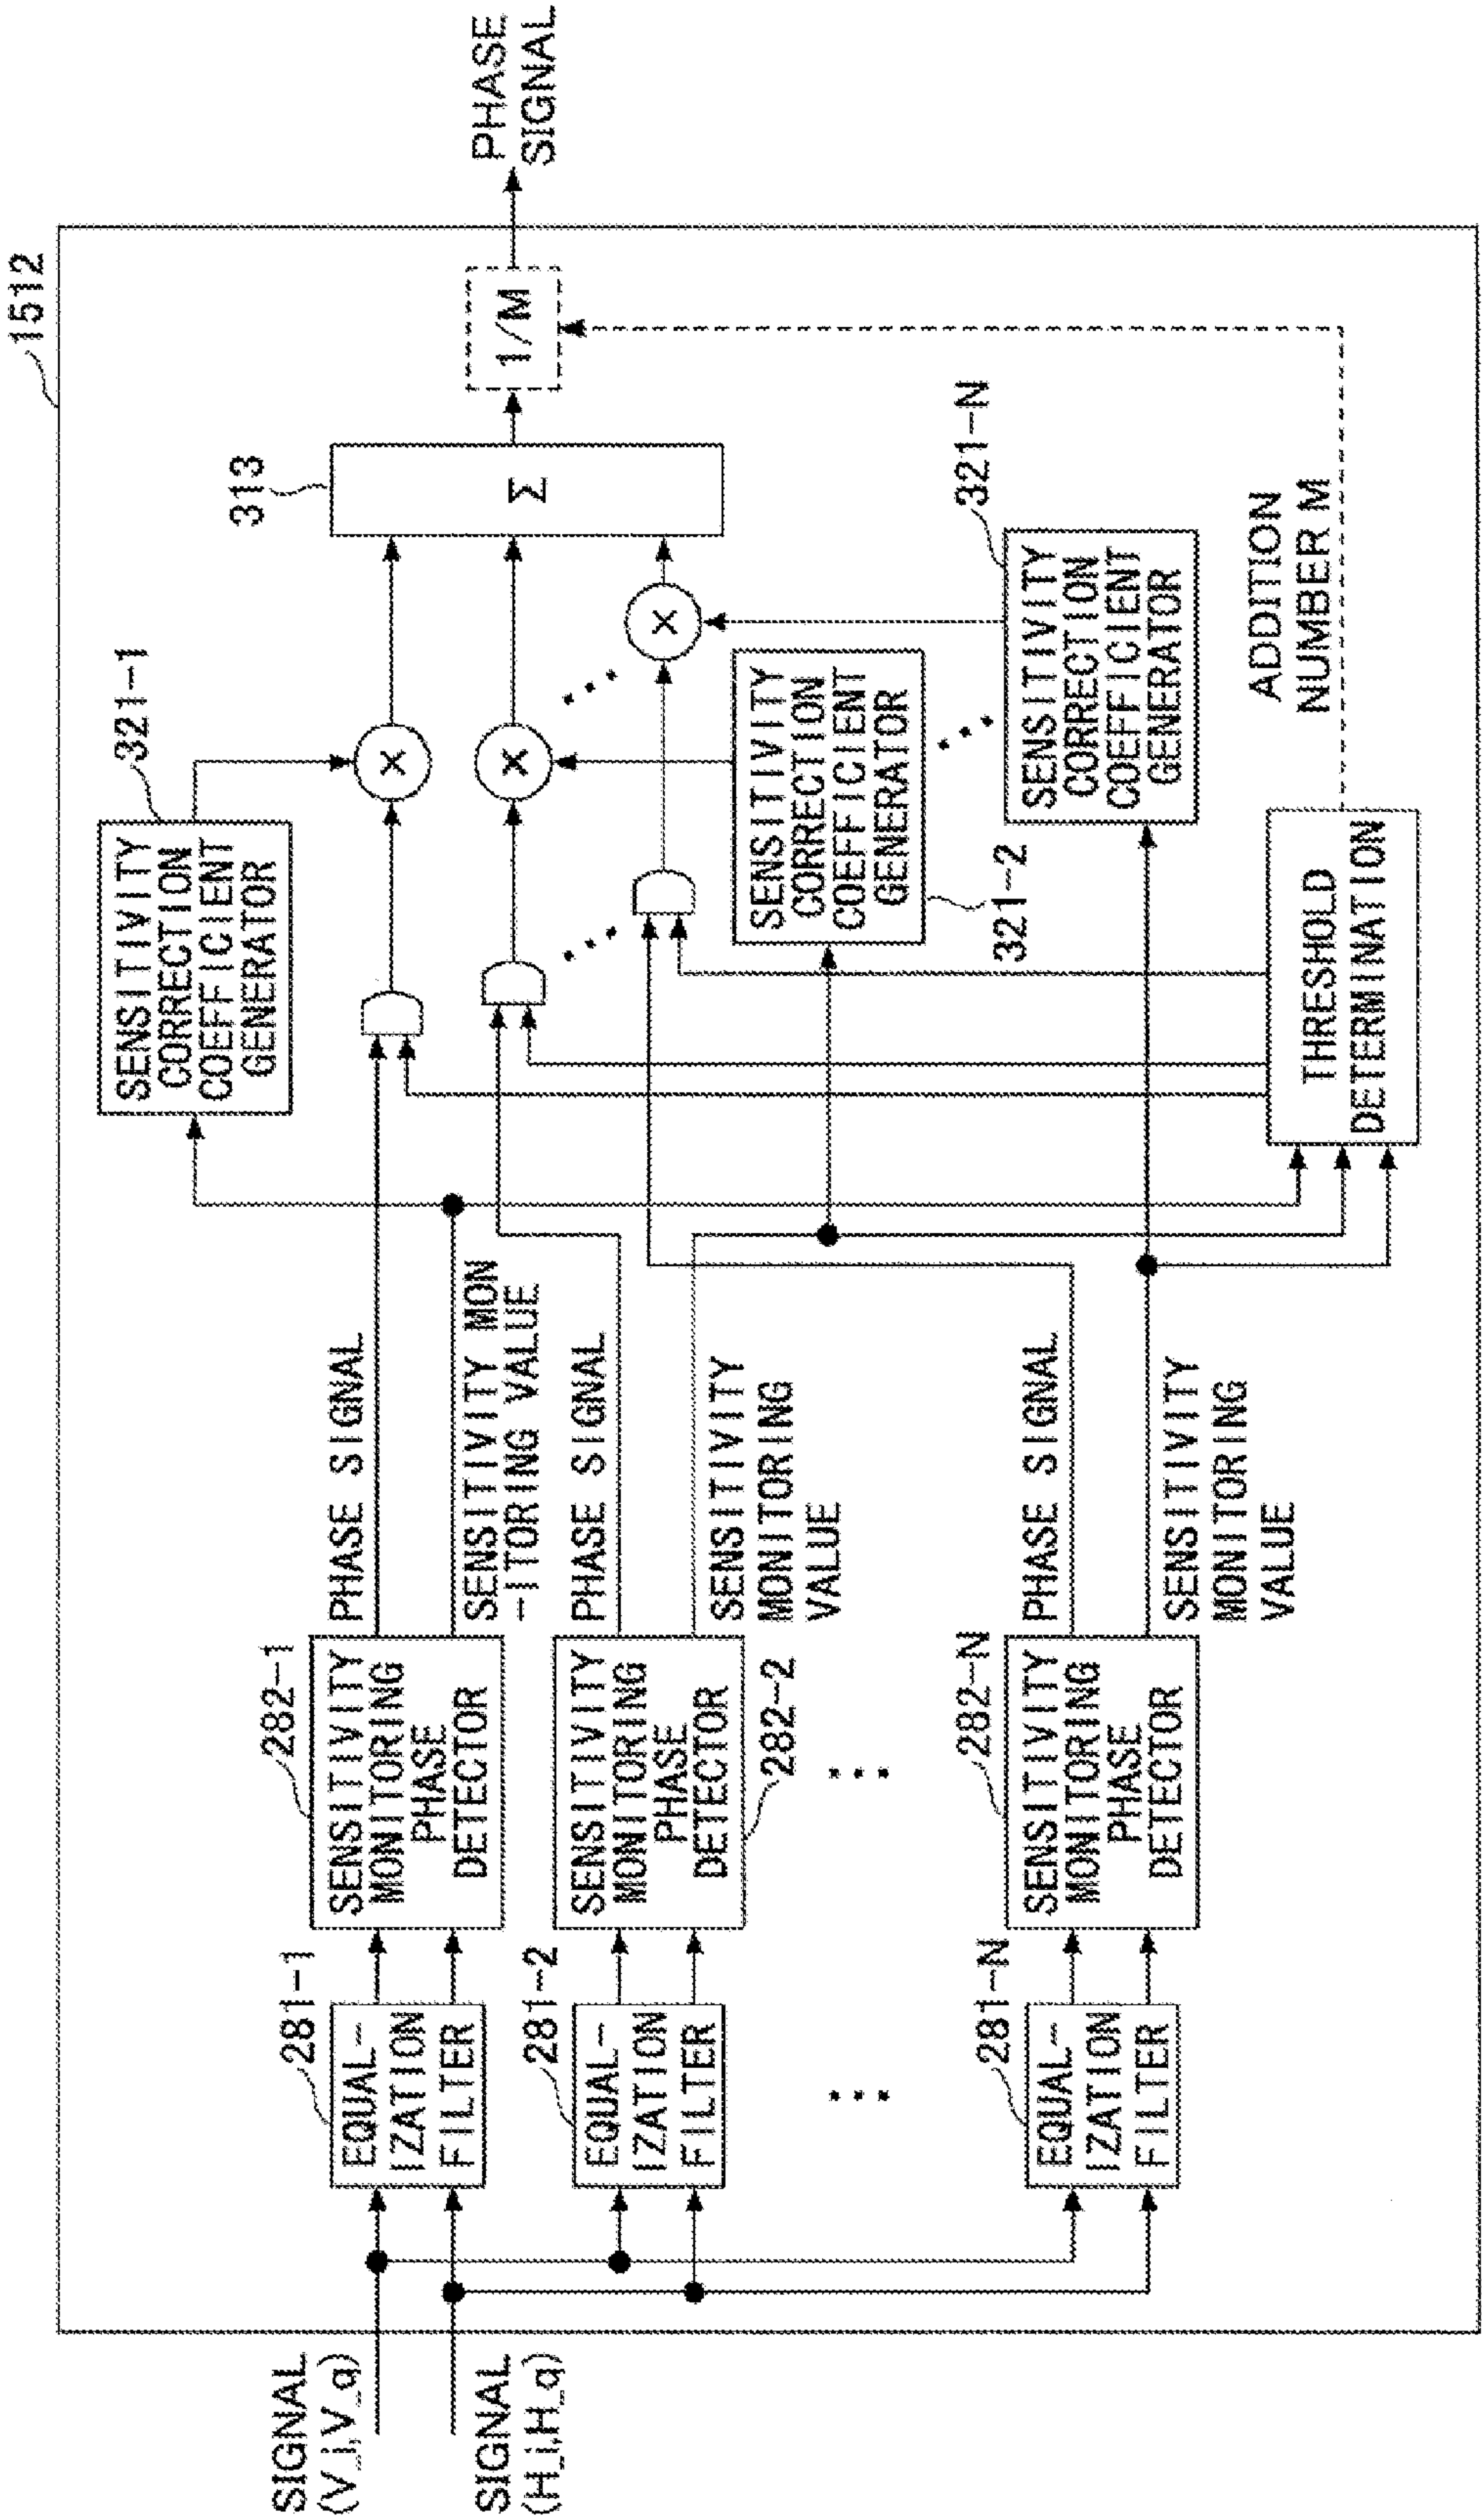 1512
SIGNAL
(V_i,V_q)
SIGNAL
(H_i,H_q)
281-1
EQUAL-
IZATION
FILTER
281-2
EQUAL-
IZATION
FILTER
281-N
EQUAL-
IZATION
FILTER
282-1
SENSITIVITY
MONITORING
PHASE
DETECTOR
282-2
SENSITIVITY
MONITORING
PHASE
DETECTOR
282-N
SENSITIVITY
MONITORING
PHASE
DETECTOR
PHASE SIGNAL
SENSITIVITY MON
-ITORING VALUE
PHASE SIGNAL
SENSITIVITY
MONITORING
VALUE
PHASE SIGNAL
SENSITIVITY
MONITORING
VALUE
321-1
SENSITIVITY
CORRECTION
COEFFICIENT
GENERATOR
321-2
SENSITIVITY
CORRECTION
COEFFICIENT
GENERATOR
321-N
SENSITIVITY
CORRECTION
COEFFICIENT
GENERATOR
THRESHOLD
DETERMINATION
×
×
×
313
Σ
1/M
ADDITION
NUMBER M
PHASE
SIGNAL